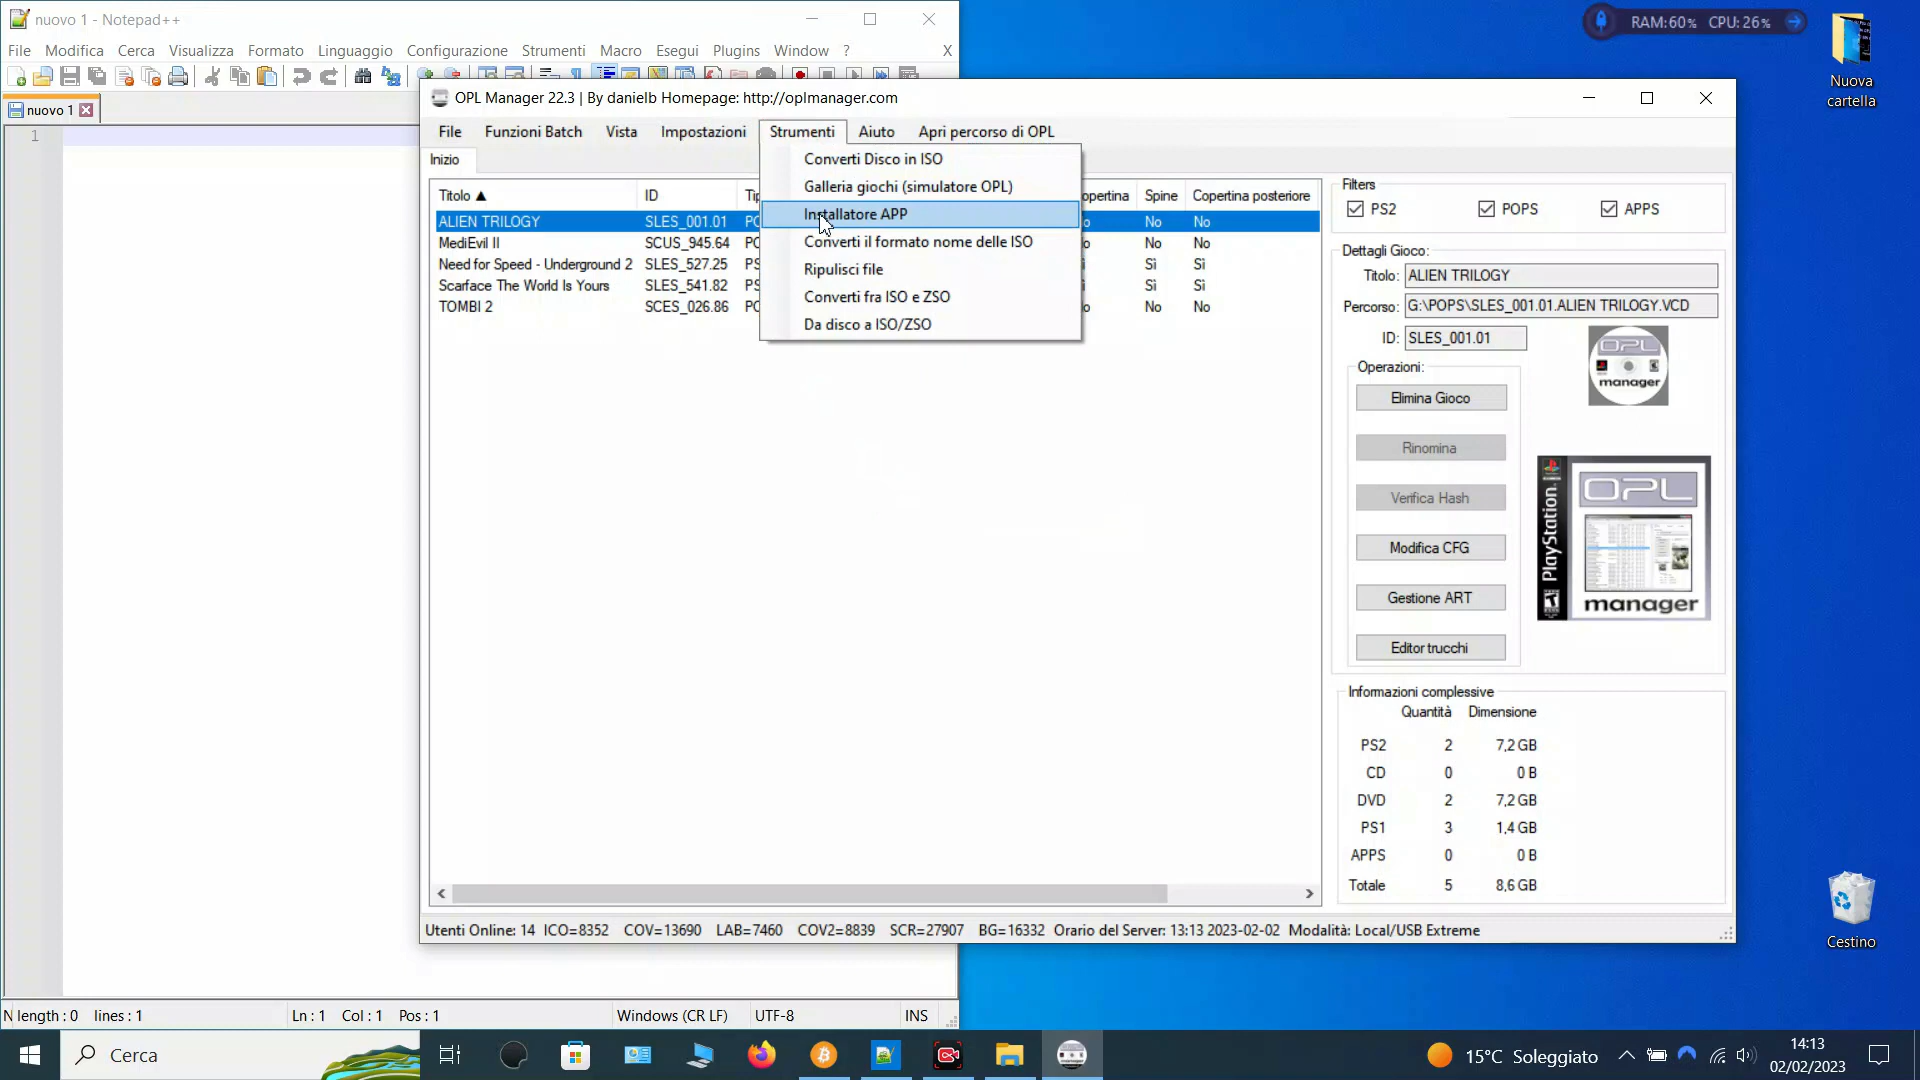 nuovo 1 - Notepad++
File Modifica Cerca Visualizza Formato Linguaggio Configurazione Strumenti Macro Esegui Plugins Window ? X
nuovo 1
1
RAM:60% CPU:26%
Nuova
cartella
OPL Manager 22.3 | By danielb Homepage: http://oplmanager.com
File Funzioni Batch Vista Impostazioni Strumenti Aiuto Apri percorso di OPL
Inizio
Converti Disco in ISO
Galleria giochi (simulatore OPL)
Installatore APP
Converti il formato nome delle ISO
Ripulisci file
Converti fra ISO e ZSO
Da disco a ISO/ZSO
Titolo ID Tip opertina Spine Copertina posteriore
ALIEN TRILOGY SLES_001.01 PO o No No
MediEvil II SCUS_945.64 PO o No No
Need for Speed - Underground 2 SLES_527.25 PS ì Sì Sì
Scarface The World Is Yours SLES_541.82 PS ì Sì Sì
TOMBI 2 SCES_026.86 PO o No No
Filters
PS2 POPS APPS
Dettagli Gioco:
Titolo: ALIEN TRILOGY
Percorso: G:\POPS\SLES_001.01.ALIEN TRILOGY.VCD
ID: SLES_001.01
OPL
manager
Operazioni:
Elimina Gioco
Rinomina
Verifica Hash
Modifica CFG
Gestione ART
Editor trucchi
PlayStation
OPL
manager
Informazioni complessive
Quantità Dimensione
PS2 2 7,2 GB
CD 0 0 B
DVD 2 7,2 GB
PS1 3 1,4 GB
APPS 0 0 B
Totale 5 8,6 GB
Utenti Online: 14 ICO=8352 COV=13690 LAB=7460 COV2=8839 SCR=27907 BG=16332 Orario del Server: 13:13 2023-02-02 Modalità: Local/USB Extreme
Cestino
N length : 0 lines : 1 Ln : 1 Col : 1 Pos : 1 Windows (CR LF) UTF-8 INS
Cerca
15°C Soleggiato
14:13
02/02/2023